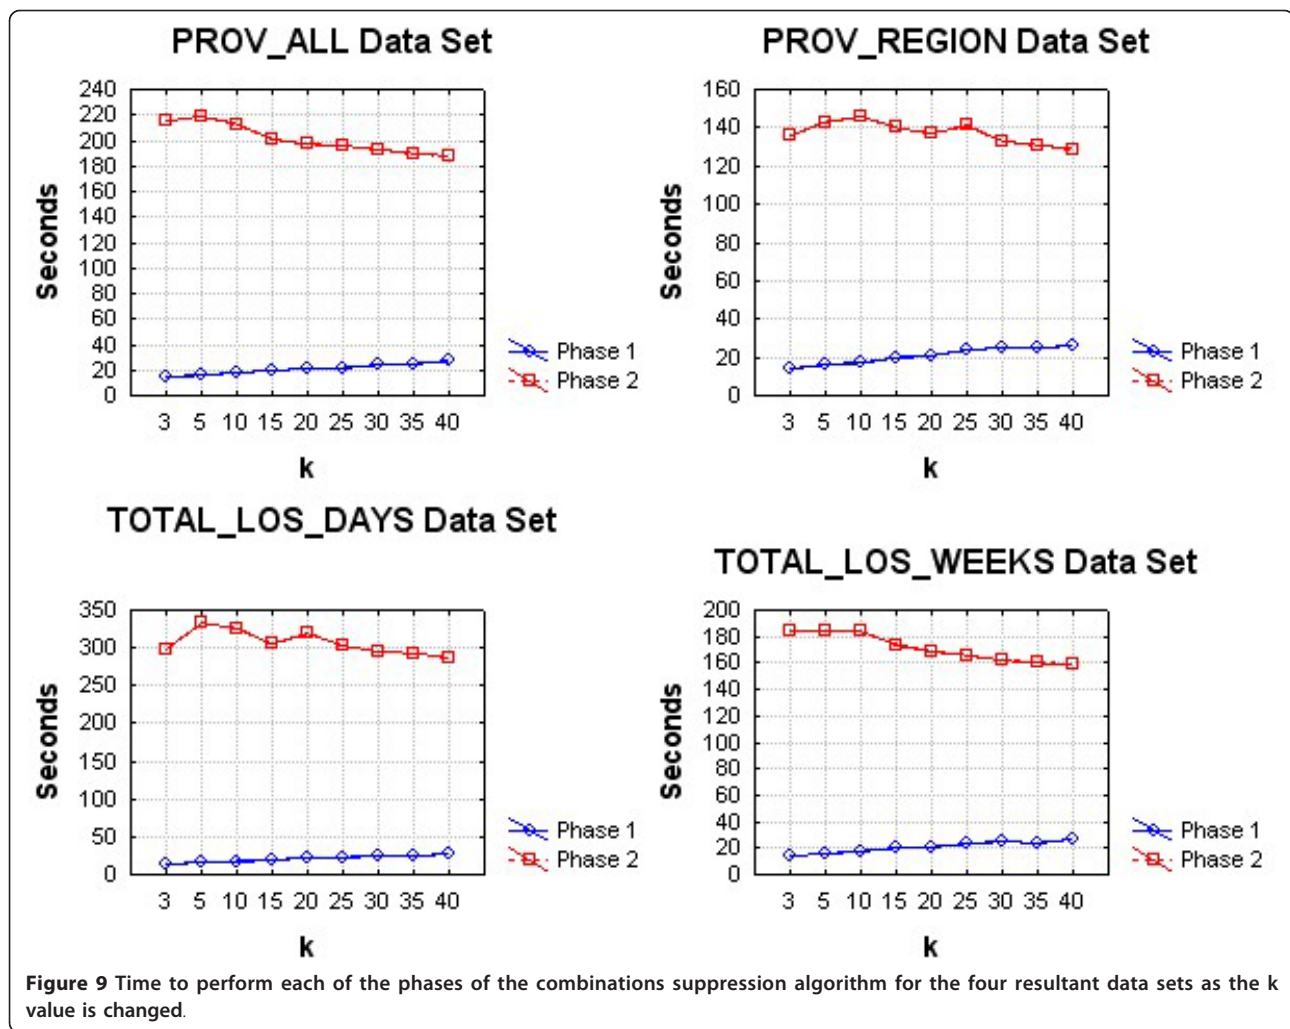 PROV_ALL Data Set
240
220
200
180
160
140
120
100
80
60
40
20
0
Seconds
3 5 10 15 20 25 30 35 40
k
Phase 1
Phase 2
PROV_REGION Data Set
160
140
120
100
80
60
40
20
0
Seconds
3 5 10 15 20 25 30 35 40
k
Phase 1
Phase 2
TOTAL_LOS_DAYS Data Set
350
300
250
200
150
100
50
0
Seconds
3 5 10 15 20 25 30 35 40
k
Phase 1
Phase 2
TOTAL_LOS_WEEKS Data Set
200
180
160
140
120
100
80
60
40
20
0
Seconds
3 5 10 15 20 25 30 35 40
k
Phase 1
Phase 2
Figure 9 Time to perform each of the phases of the combinations suppression algorithm for the four resultant data sets as the k
value is changed.